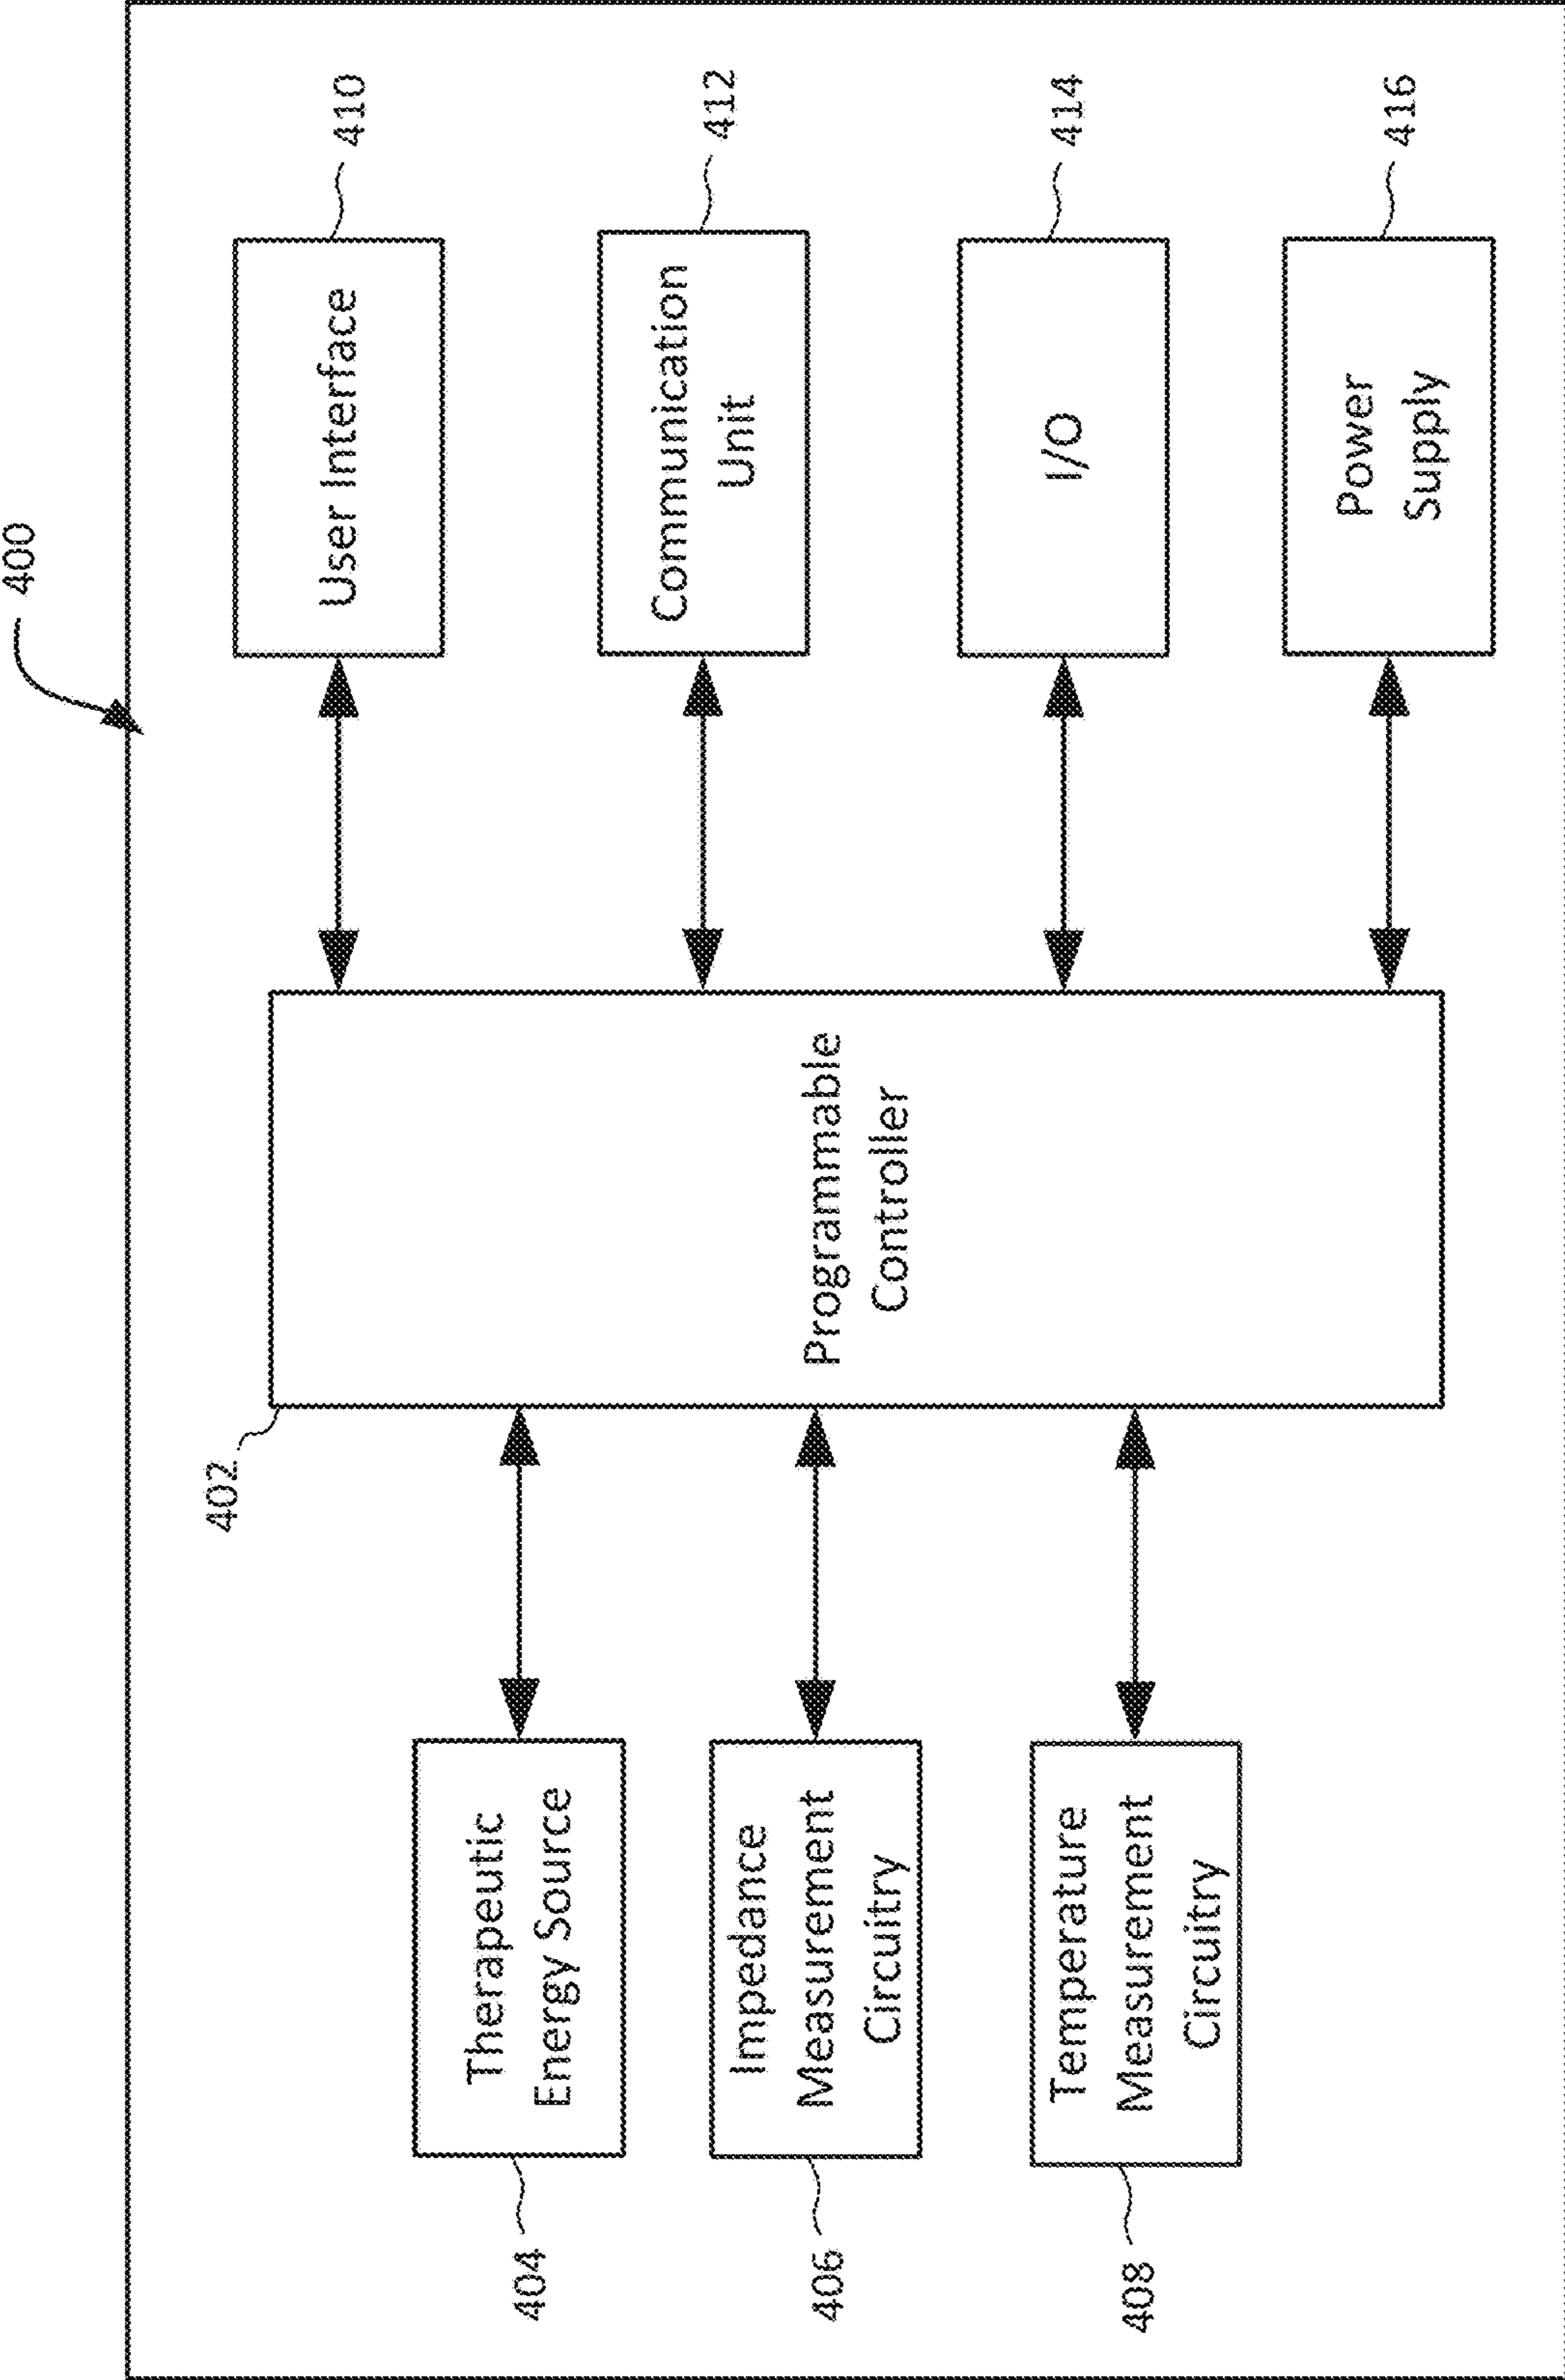 400
402
404
Therapeutic
Energy Source
406
Impedance
Measurement
Circuitry
408
Temperature
Measurement
Circuitry
Programmable
Controller
User Interface
410
Communication
Unit
412
I/O
414
Power
Supply
416